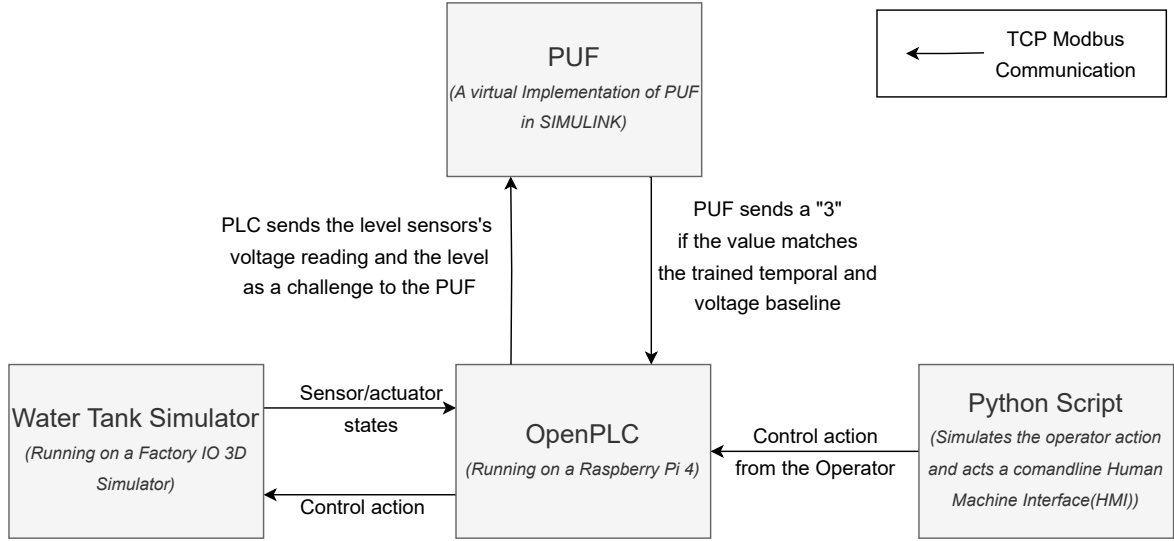 PUF
(A virtual Implementation of PUF
in SIMULINK)
TCP Modbus
Communication
PLC sends the level sensors's
voltage reading and the level
as a challenge to the PUF
PUF sends a "3"
if the value matches
the trained temporal and
voltage baseline
Water Tank Simulator
(Running on a Factory IO 3D
Simulator)
Sensor/actuator
states
Control action
OpenPLC
(Running on a Raspberry Pi 4)
Control action
from the Operator
Python Script
(Simulates the operator action
and acts a comandline Human
Machine Interface(HMI))